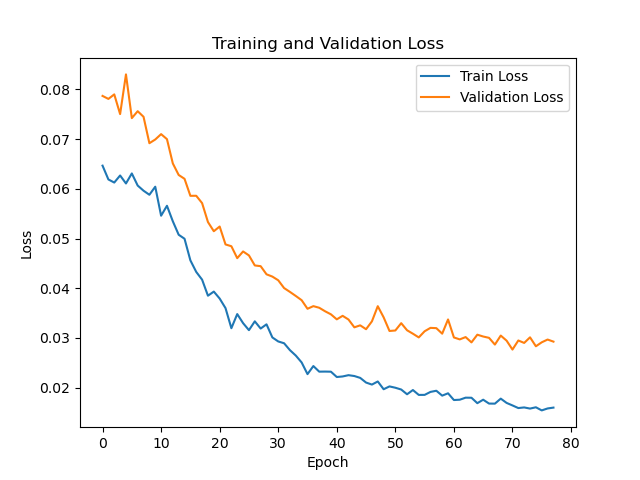 Training and Validation Loss
Train Loss
Validation Loss
0.08
0.07
0.06
0.05
0.04
0.03
0.02
Loss
0 10 20 30 40 50 60 70 80
Epoch